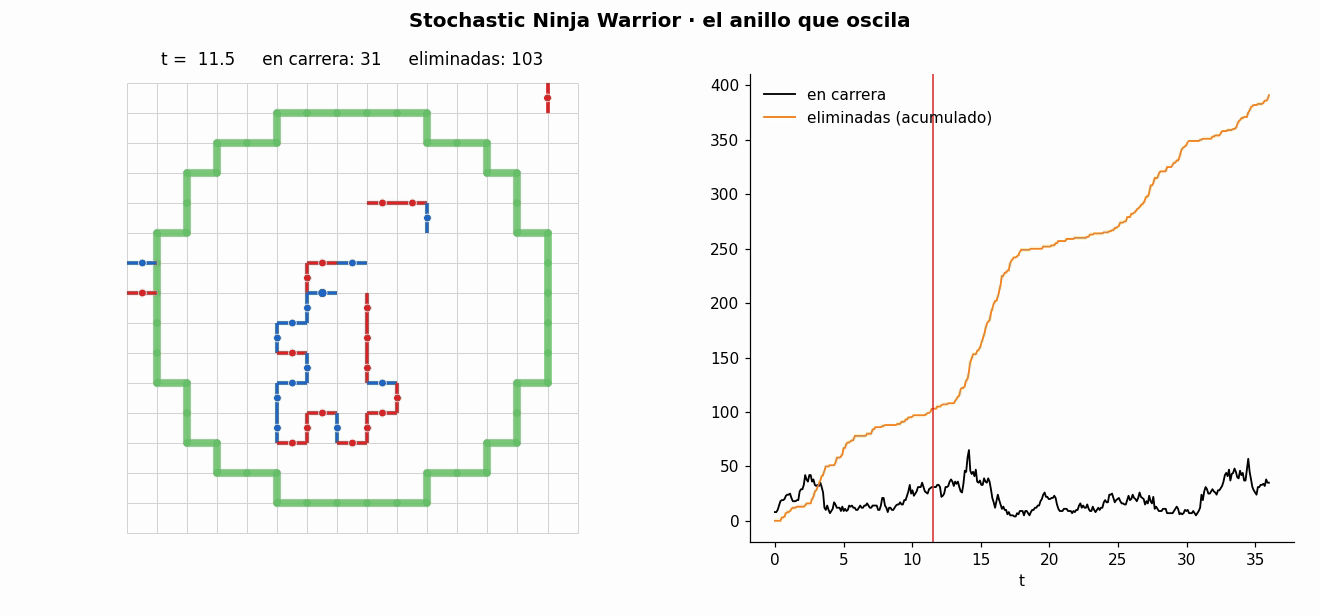 Stochastic Ninja Warrior · el anillo que oscila
t = 11.5 en carrera: 31 eliminadas: 103
en carrera
eliminadas (acumulado)
400
350
300
250
200
150
100
50
0
0 5 10 15 20 25 30 35
t